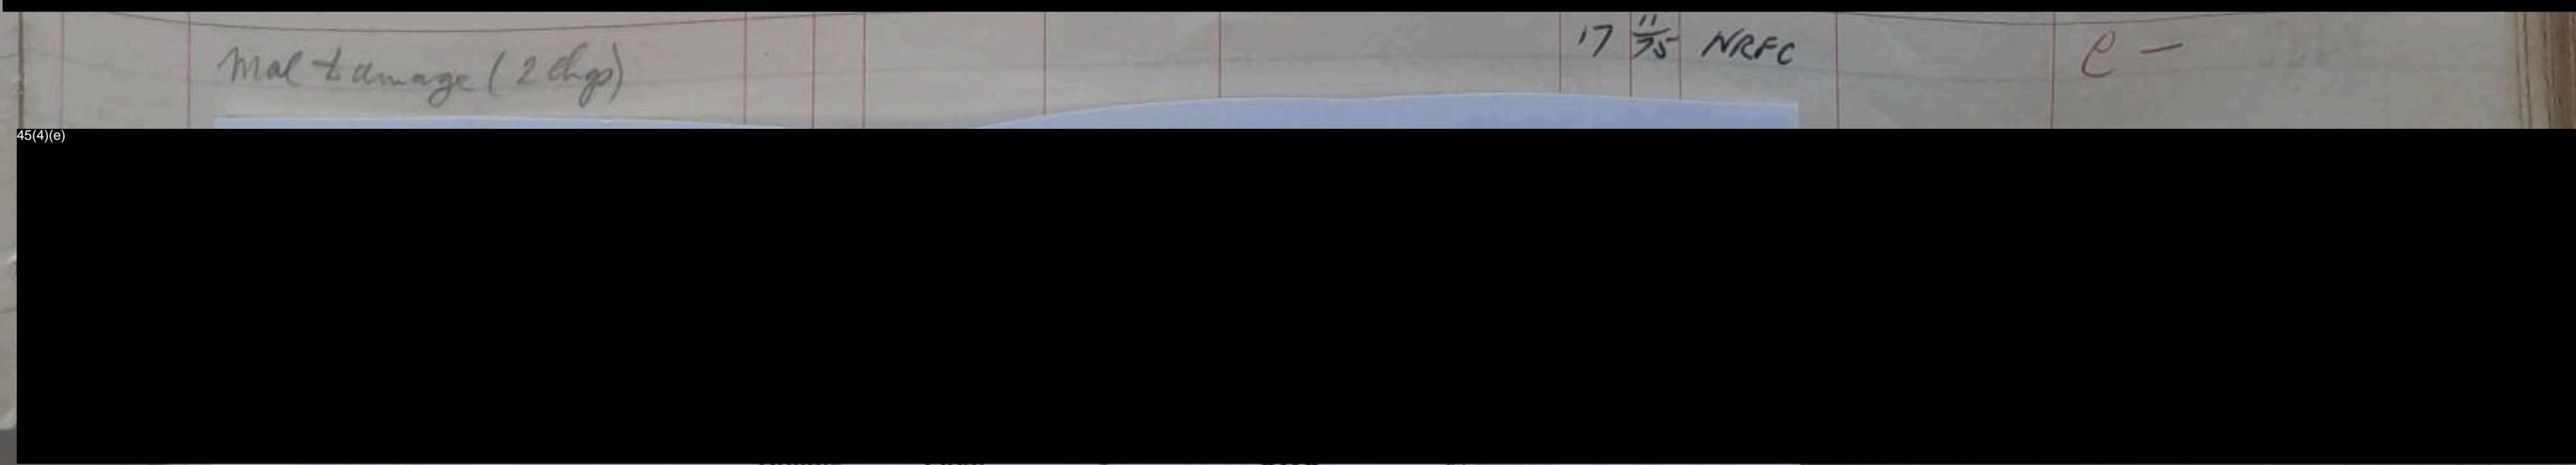 Mal damage (2 chgs) 17 11/75 NRFC e —
45(4)(e)